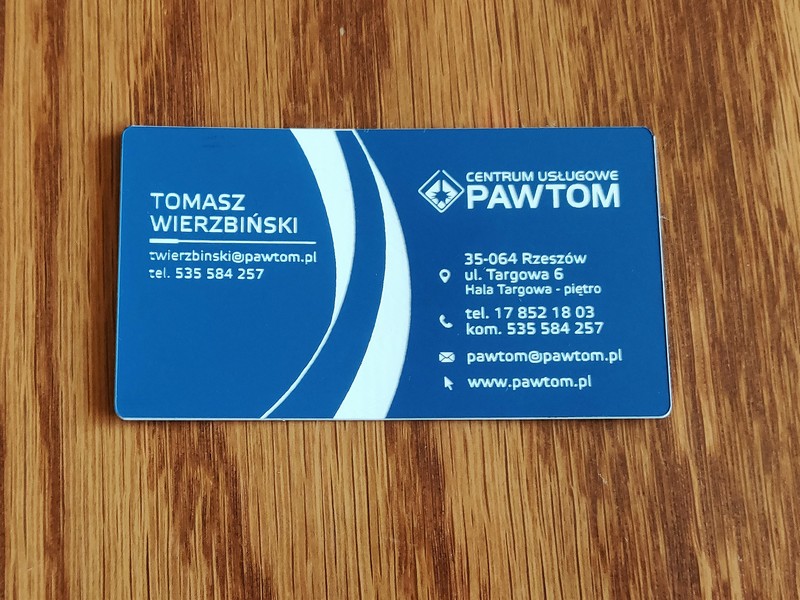 TOMASZ
WIERZBIŃSKI
twierzbinski@pawtom.pl
tel. 535 584 257
CENTRUM USŁUGOWE
PAWTOM
35-064 Rzeszów
ul. Targowa 6
Hala Targowa - piętro
tel. 17 852 18 03
kom. 535 584 257
pawtom@pawtom.pl
www.pawtom.pl